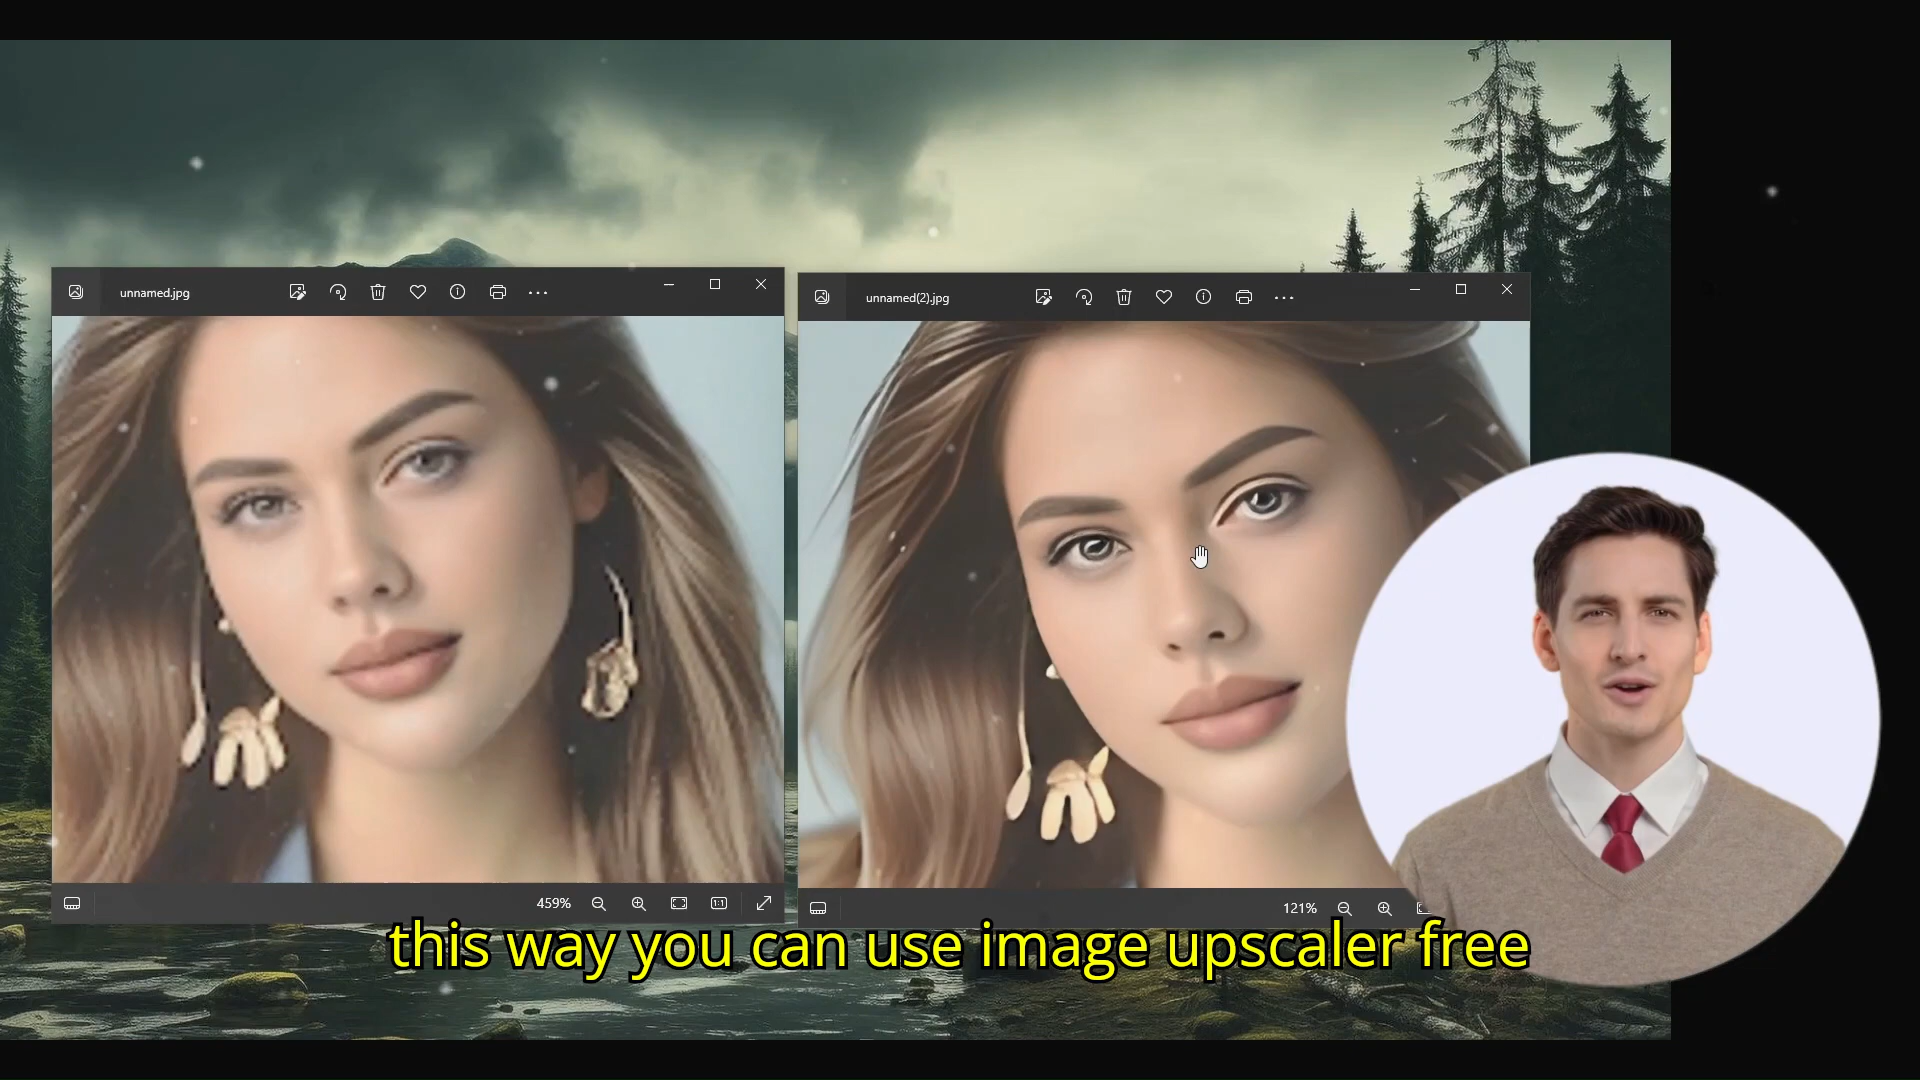 unnamed.jpg
unnamed(2).jpg
459%
121%
this way you can use image upscaler free